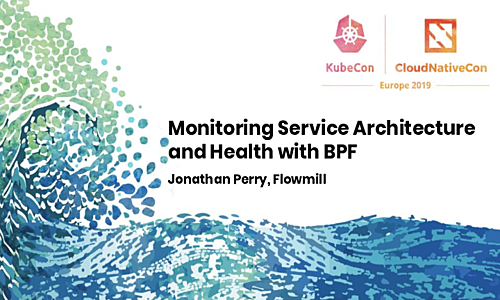 KubeCon
CloudNativeCon
Europe 2019
Monitoring Service Architecture
and Health with BPF
Jonathan Perry, Flowmill